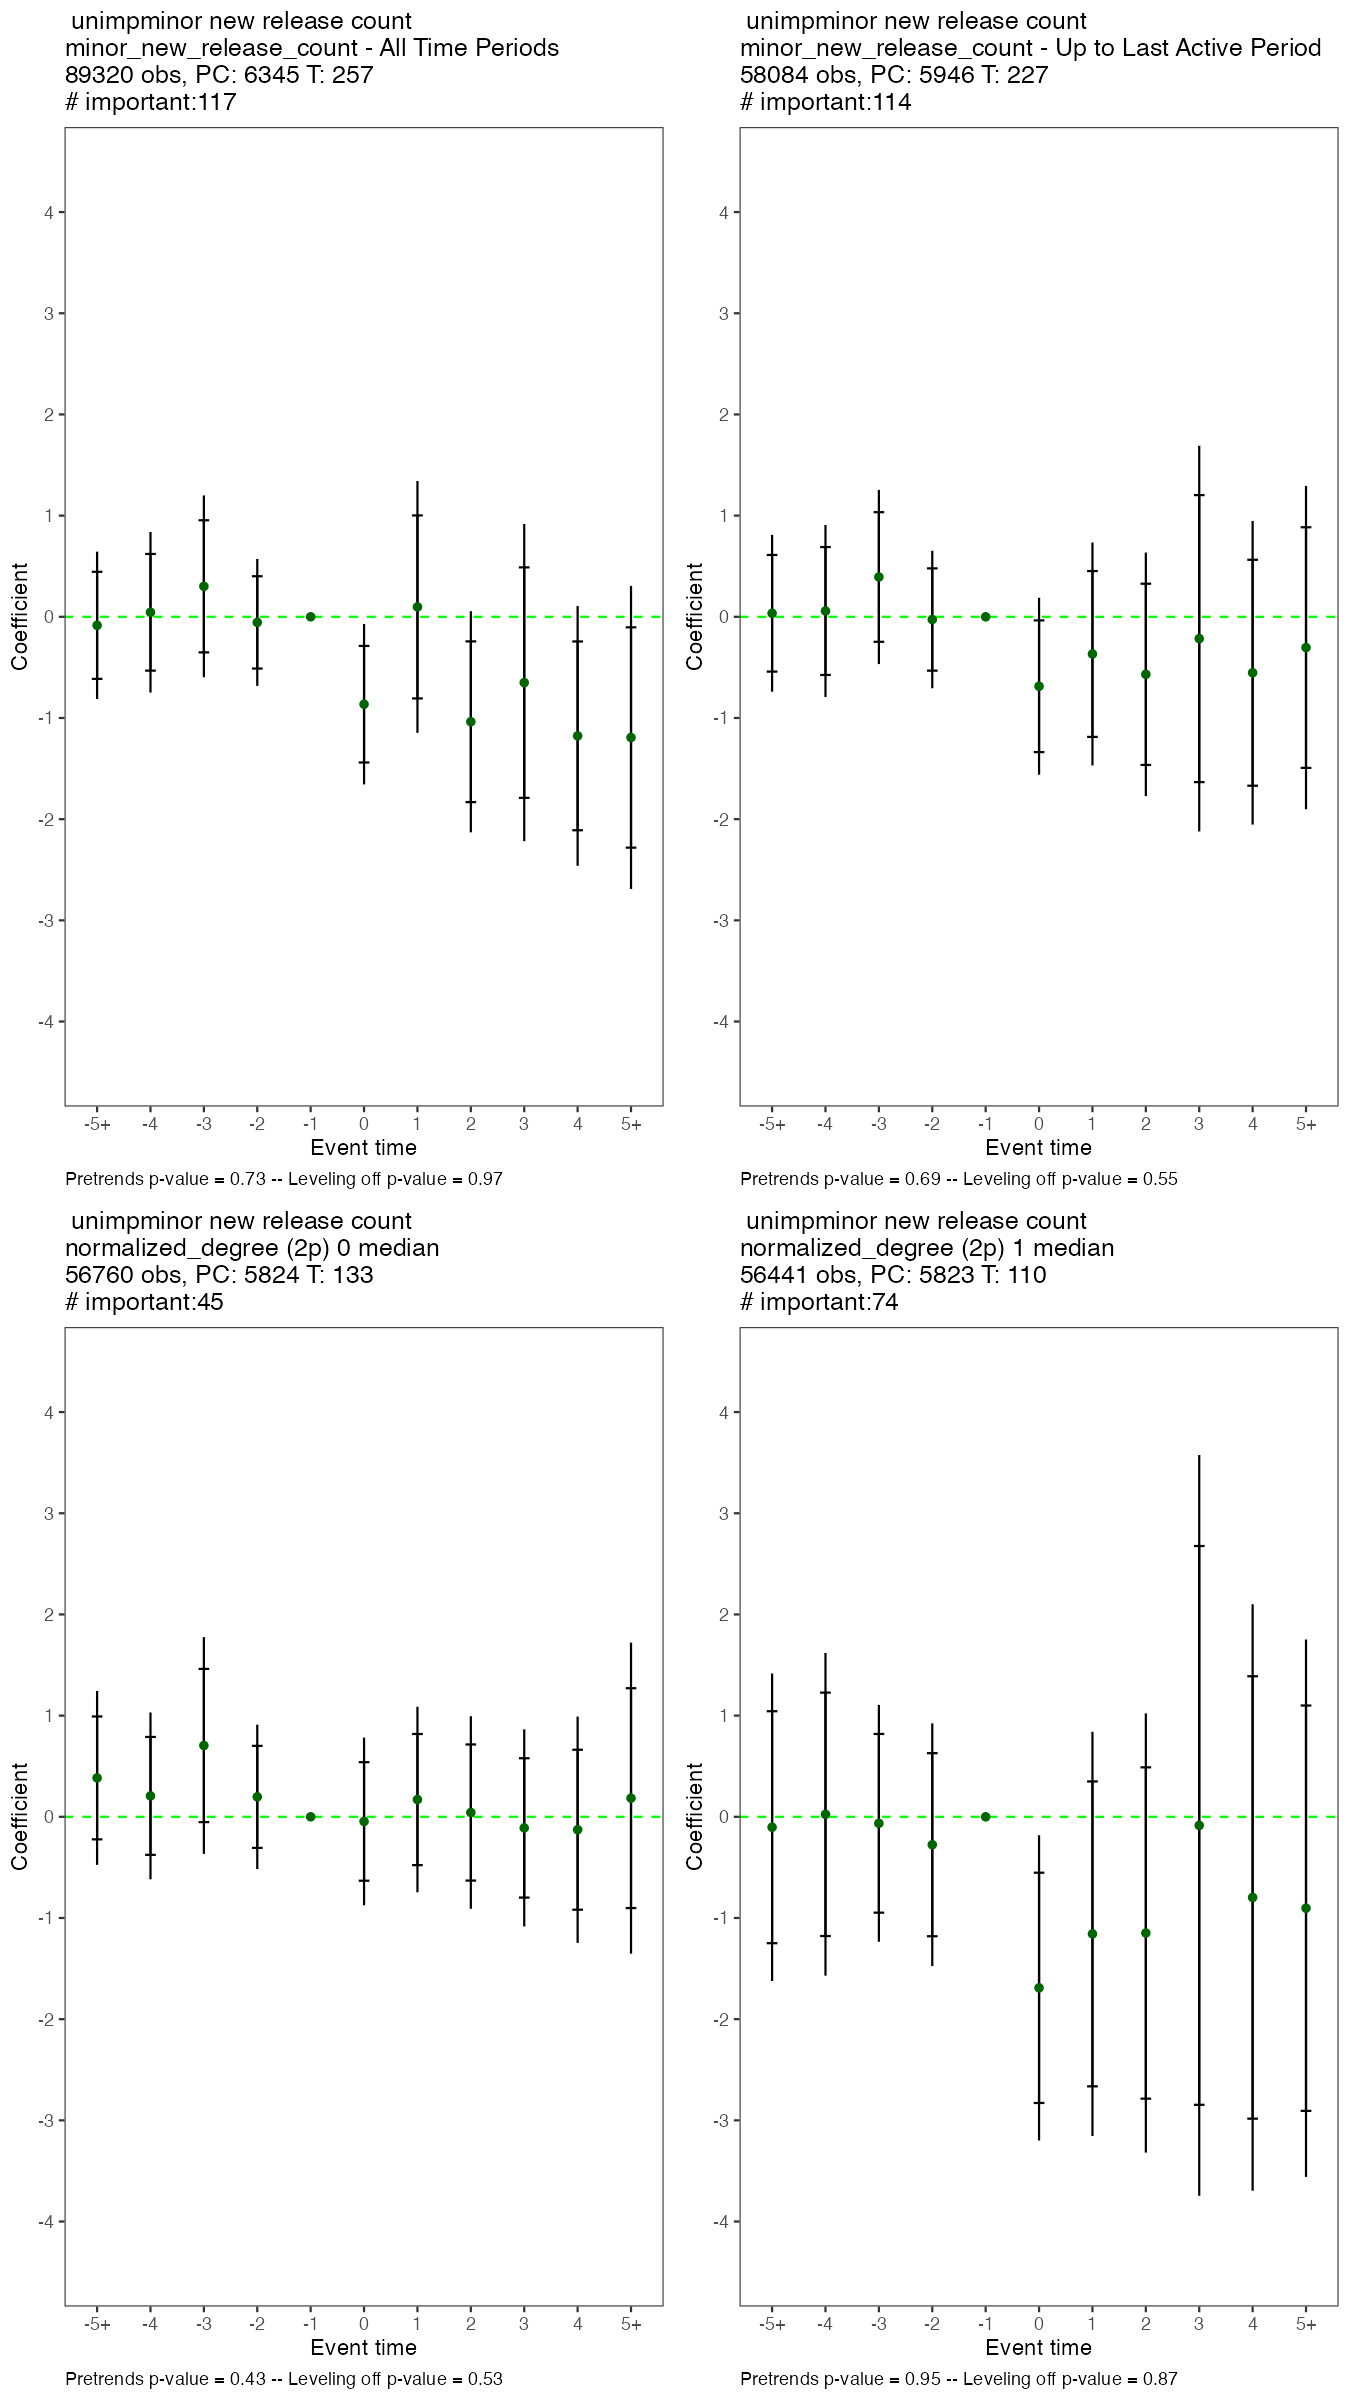 unimpminor new release count
minor_new_release_count - All Time Periods
89320 obs, PC: 6345 T: 257
# important:117
Coefficient
4
3
2
1
0
-1
-2
-3
-4
-5+ -4 -3 -2 -1 0 1 2 3 4 5+
Event time
Pretrends p-value = 0.73 -- Leveling off p-value = 0.97
unimpminor new release count
minor_new_release_count - Up to Last Active Period
58084 obs, PC: 5946 T: 227
# important:114
Coefficient
4
3
2
1
0
-1
-2
-3
-4
-5+ -4 -3 -2 -1 0 1 2 3 4 5+
Event time
Pretrends p-value = 0.69 -- Leveling off p-value = 0.55
unimpminor new release count
normalized_degree (2p) 0 median
56760 obs, PC: 5824 T: 133
# important:45
Coefficient
4
3
2
1
0
-1
-2
-3
-4
-5+ -4 -3 -2 -1 0 1 2 3 4 5+
Event time
Pretrends p-value = 0.43 -- Leveling off p-value = 0.53
unimpminor new release count
normalized_degree (2p) 1 median
56441 obs, PC: 5823 T: 110
# important:74
Coefficient
4
3
2
1
0
-1
-2
-3
-4
-5+ -4 -3 -2 -1 0 1 2 3 4 5+
Event time
Pretrends p-value = 0.95 -- Leveling off p-value = 0.87